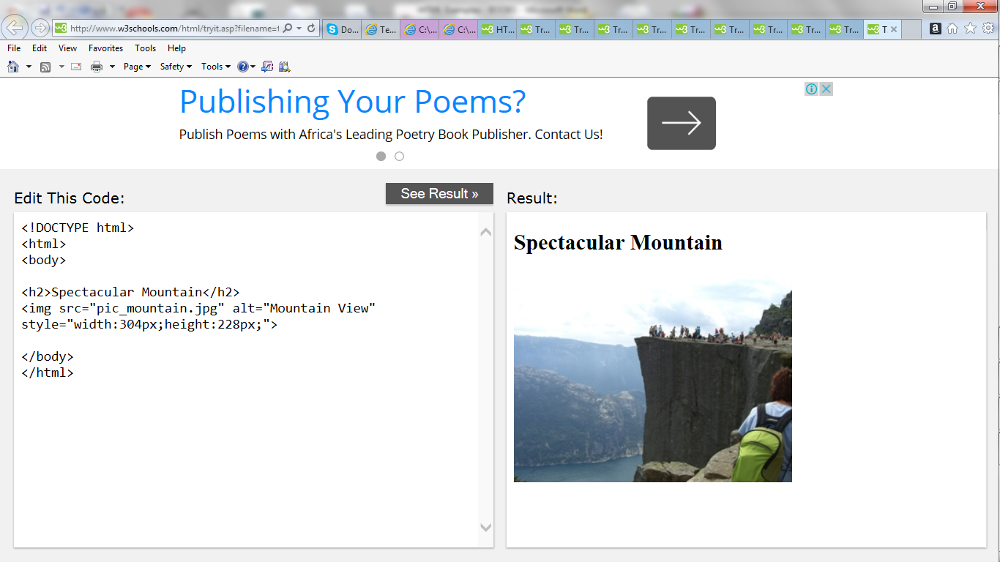 http://www.w3schools.com/html/tryit.asp?filename=t
Do...
Te...
C:\...
C:\...
HT...
Tr...
Tr...
Tr...
Tr...
Tr...
Tr...
Tr...
Tr...
Tr...
T
File Edit View Favorites Tools Help
Page Safety Tools
Publishing Your Poems?
Publish Poems with Africa's Leading Poetry Book Publisher. Contact Us!
Edit This Code:
See Result »
<!DOCTYPE html>
<html>
<body>
<h2>Spectacular Mountain</h2>
<img src="pic_mountain.jpg" alt="Mountain View"
style="width:304px;height:228px;">
</body>
</html>
Result:
Spectacular Mountain